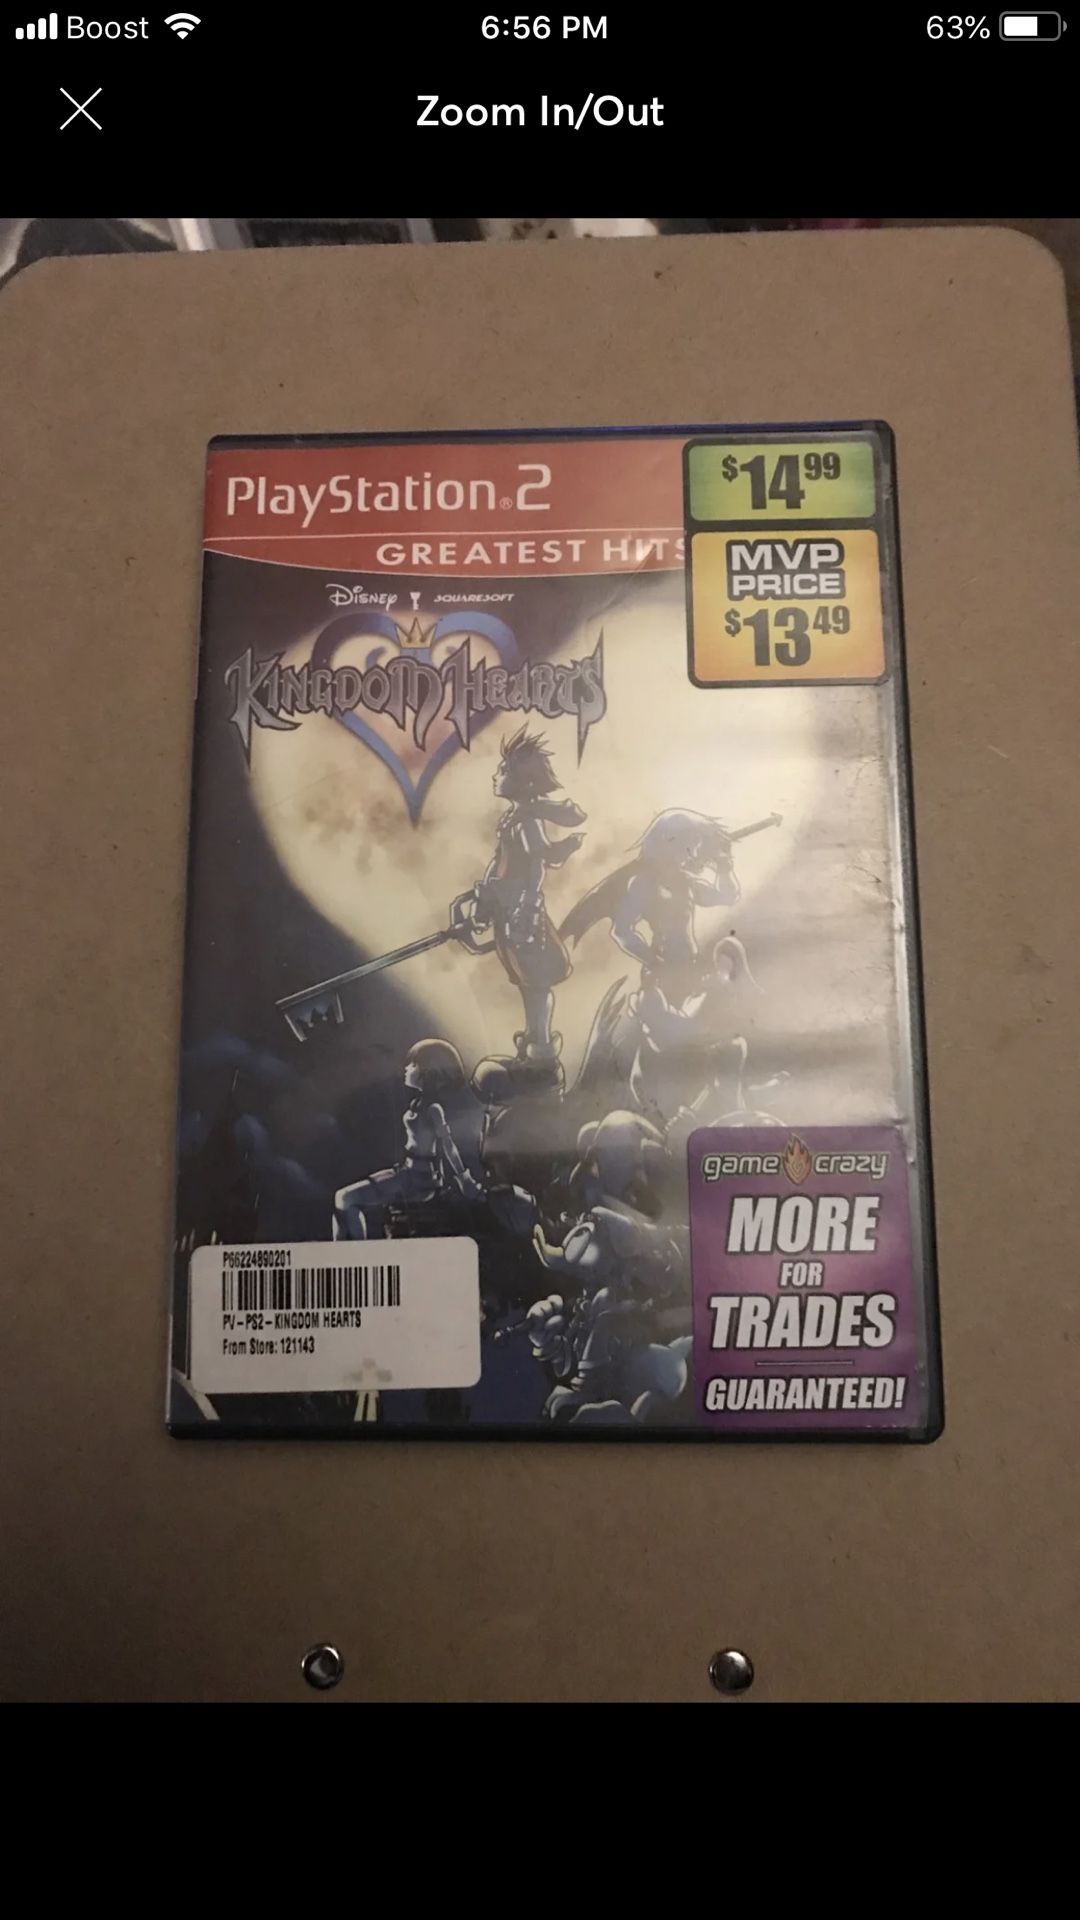 Boost 6:56 PM 63%
Zoom In/Out
PlayStation®2
GREATEST HITS
Disney SQUARESOFT
KINGDOM HEARTS
$14.99
MVP
PRICE
$13.49
P66224890201
PV-PS2-KINGDOM HEARTS
From Store: 121143
game crazy
MORE
FOR
TRADES
GUARANTEED!